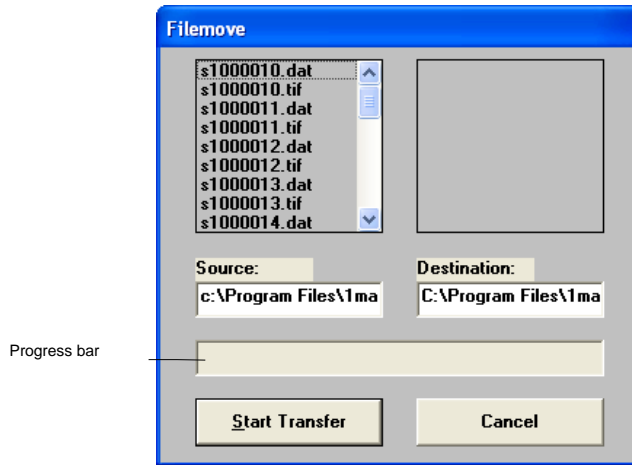 Filemove
s1000010.dat
s1000010.tif
s1000011.dat
s1000011.tif
s1000012.dat
s1000012.tif
s1000013.dat
s1000013.tif
s1000014.dat
Source:
Destination:
c:\Program Files\1ma
C:\Program Files\1ma
Progress bar
Start Transfer
Cancel